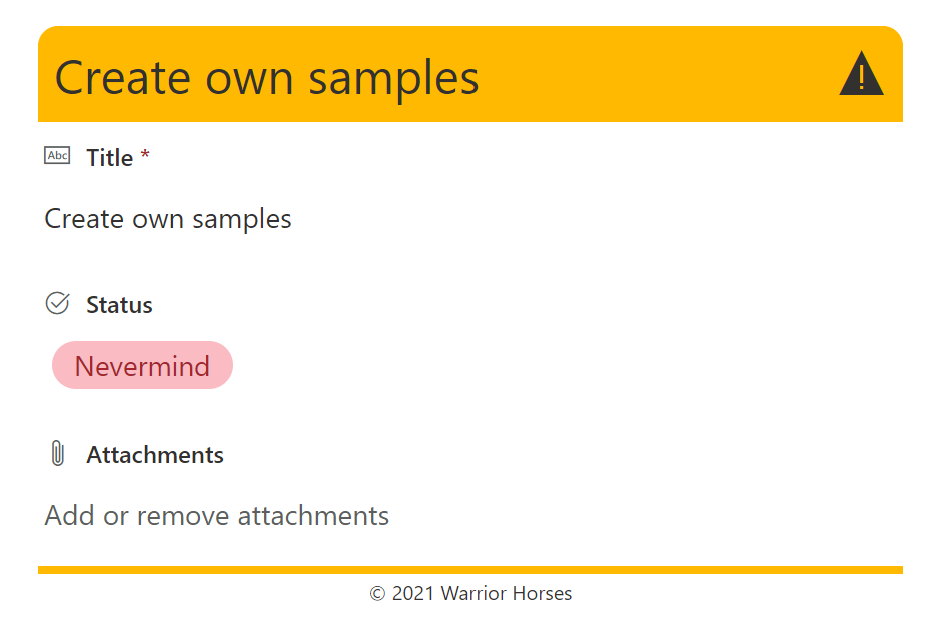 Create own samples
Abc Title *
Create own samples
Status
Nevermind
Attachments
Add or remove attachments
© 2021 Warrior Horses